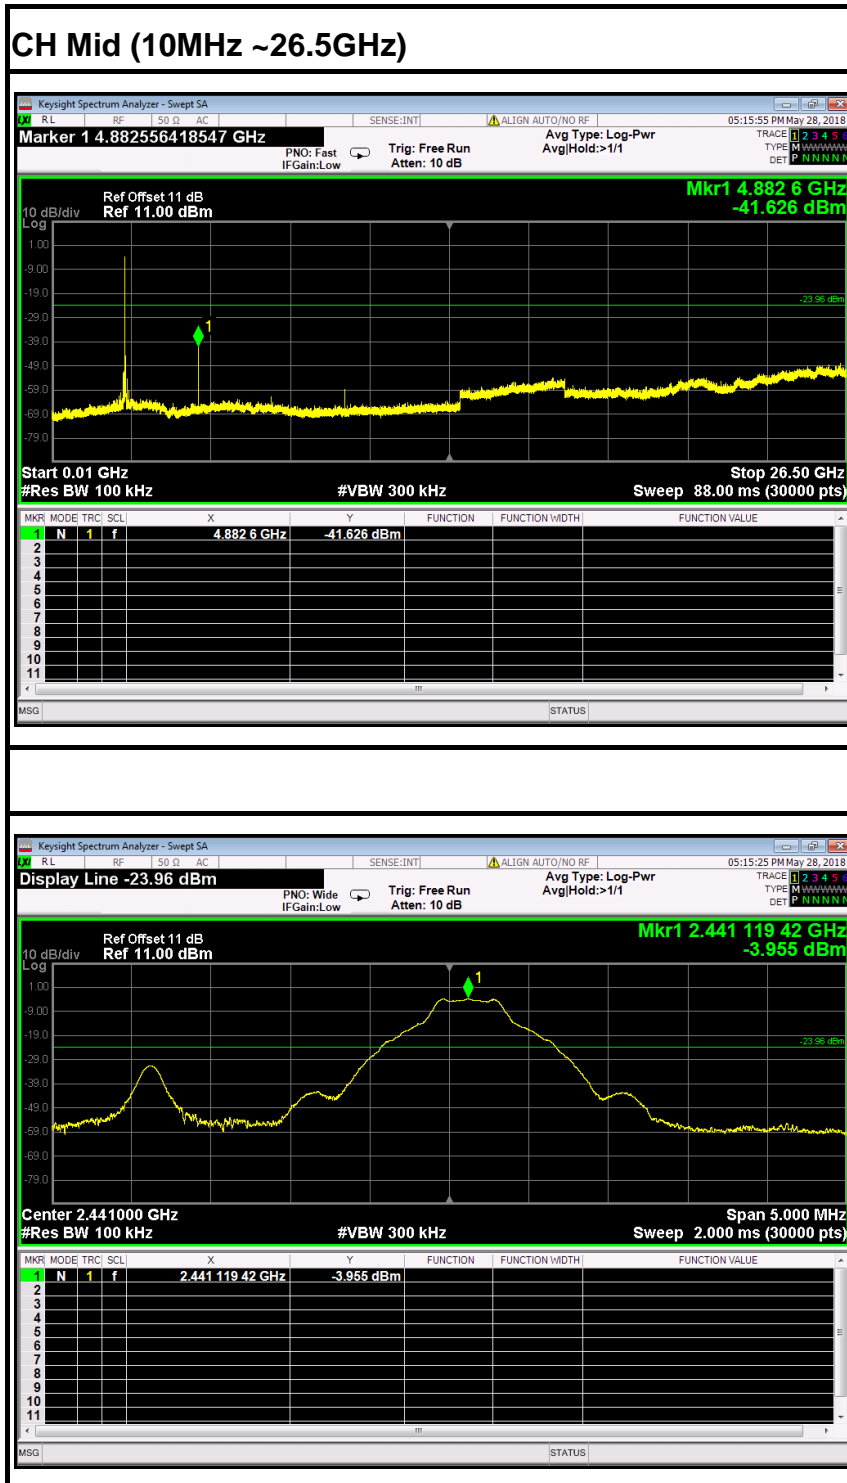 CH Mid (10MHz ~26.5GHz)
Keysight Spectrum Analyzer - Swept SA
LXI RL RF 50 Ω AC SENSE:INT ALIGN AUTO/NO RF 05:15:55 PM May 28, 2018
Marker 1 4.882556418547 GHz
PNO: Fast
IFGain:Low
Trig: Free Run
Atten: 10 dB
Avg Type: Log-Pwr
Avg|Hold:>1/1
TRACE 1 2 3 4 5 6
TYPE MWWWWW
DET P N N N N N
Mkr1 4.882 6 GHz
-41.626 dBm
Ref Offset 11 dB
10 dB/div Ref 11.00 dBm
Log
1.00
-9.00
-19.0
-23.96 dBm
-29.0
1
-39.0
-49.0
-59.0
-69.0
-79.0
Start 0.01 GHz Stop 26.50 GHz
#Res BW 100 kHz #VBW 300 kHz Sweep 88.00 ms (30000 pts)
MKR MODE TRC SCL X Y FUNCTION FUNCTION WIDTH FUNCTION VALUE
1 N 1 f 4.882 6 GHz -41.626 dBm
2
3
4
5
6
7
8
9
10
11
MSG STATUS
Keysight Spectrum Analyzer - Swept SA
LXI RL RF 50 Ω AC SENSE:INT ALIGN AUTO/NO RF 05:15:25 PM May 28, 2018
Display Line -23.96 dBm
PNO: Wide
IFGain:Low
Trig: Free Run
Atten: 10 dB
Avg Type: Log-Pwr
Avg|Hold:>1/1
TRACE 1 2 3 4 5 6
TYPE MWWWWW
DET P N N N N N
Mkr1 2.441 119 42 GHz
-3.955 dBm
Ref Offset 11 dB
10 dB/div Ref 11.00 dBm
Log
1
1.00
-9.00
-19.0
-23.96 dBm
-29.0
-39.0
-49.0
-59.0
-69.0
-79.0
Center 2.441000 GHz Span 5.000 MHz
#Res BW 100 kHz #VBW 300 kHz Sweep 2.000 ms (30000 pts)
MKR MODE TRC SCL X Y FUNCTION FUNCTION WIDTH FUNCTION VALUE
1 N 1 f 2.441 119 42 GHz -3.955 dBm
2
3
4
5
6
7
8
9
10
11
MSG STATUS